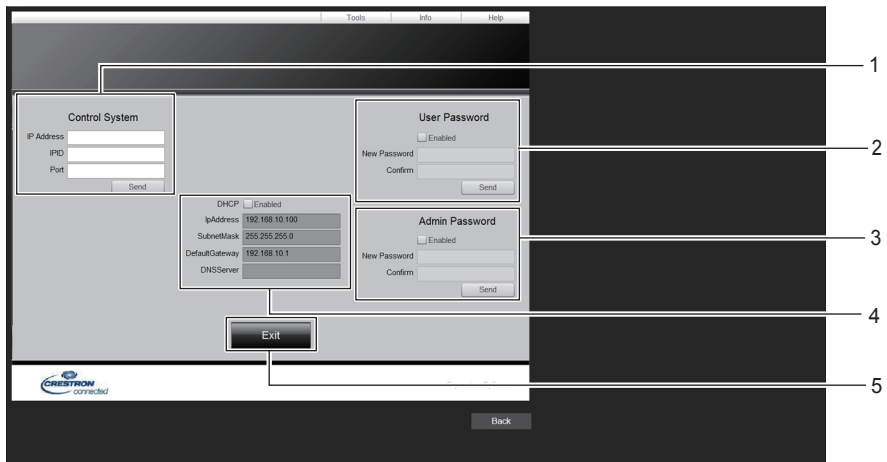 Tools Info Help
1
Control System
IP Address
IPID
Port
Send
User Password
Enabled
New Password
Confirm
Send
2
DHCP Enabled
IpAddress 192.168.10.100
SubnetMask 255.255.255.0
DefaultGateway 192.168.10.1
DNSServer
Admin Password
Enabled
New Password
Confirm
Send
3
4
Exit
5
CRESTRON
connected
Back